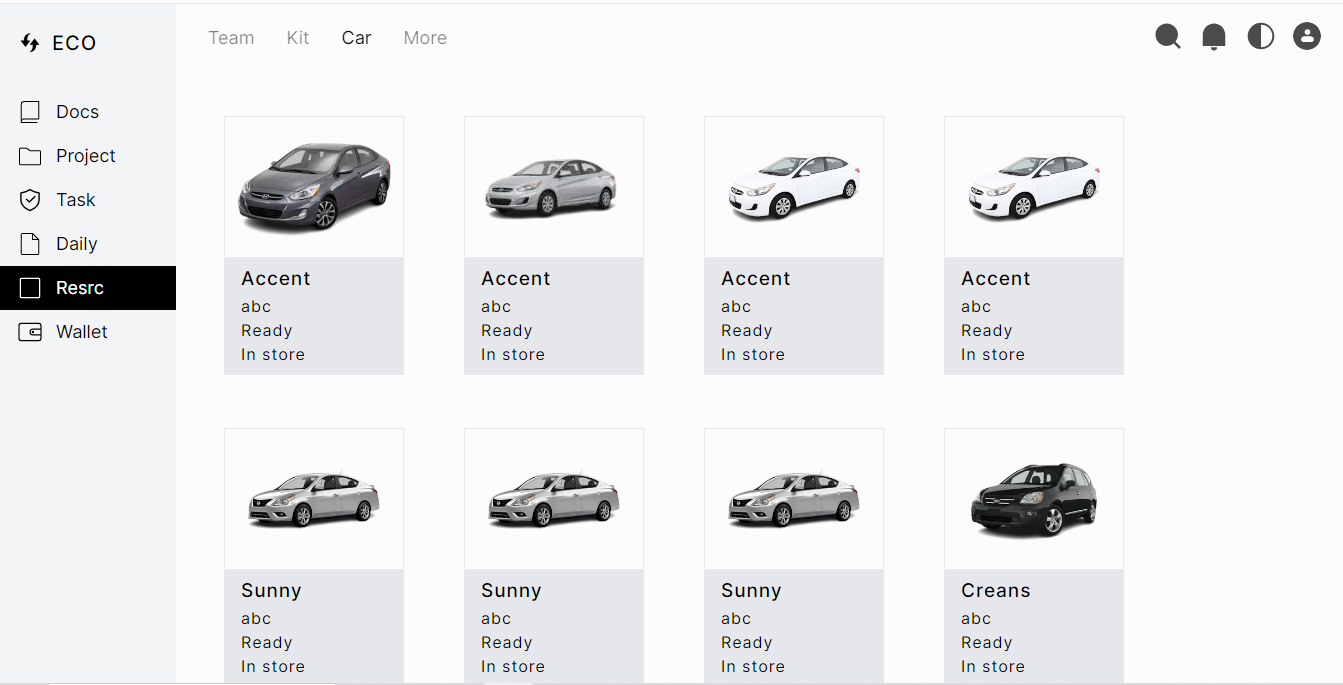 ECO
Team Kit Car More
Docs
Project
Task
Daily
Resrc
Wallet
Accent Accent Accent Accent
abc abc abc abc
Ready Ready Ready Ready
In store In store In store In store
Sunny Sunny Sunny Creans
abc abc abc abc
Ready Ready Ready Ready
In store In store In store In store